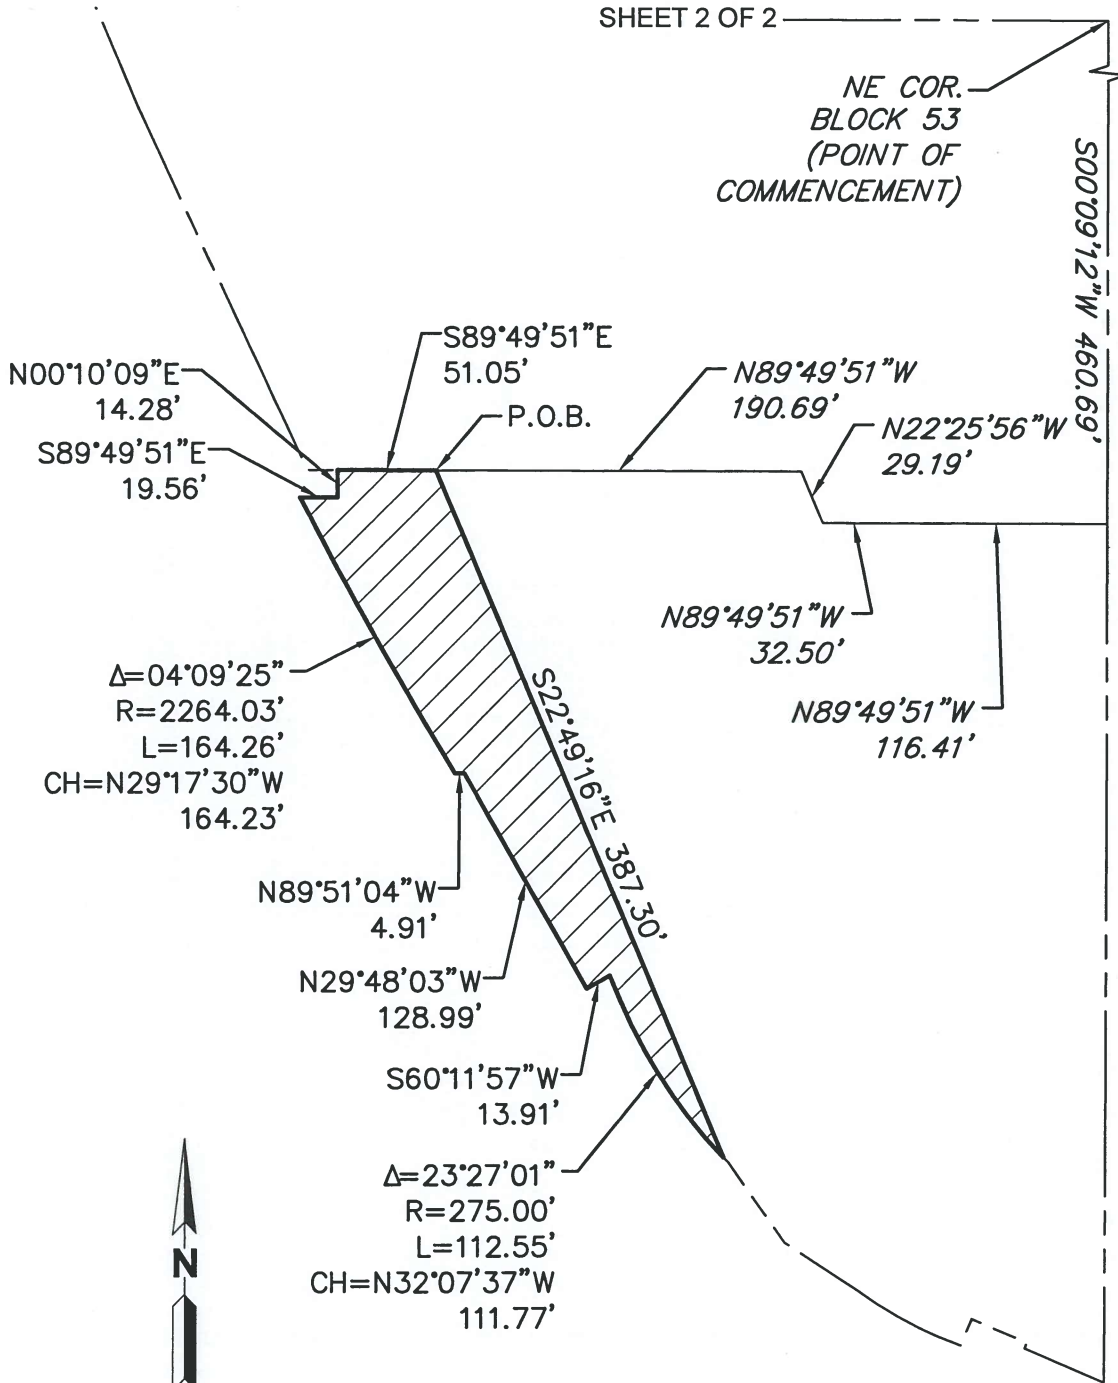 SHEET 2 OF 2
NE COR.
BLOCK 53
(POINT OF
COMMENCEMENT)
S00°09'12"W 460.69'
S89°49'51"E
51.05'
N00°10'09"E
14.28'
N89°49'51"W
190.69'
P.O.B.
N22°25'56"W
29.19'
S89°49'51"E
19.56'
N89°49'51"W
32.50'
Δ=04°09'25"
R=2264.03'
L=164.26'
CH=N29°17'30"W
164.23'
S22°49'16"E 387.30'
N89°49'51"W
116.41'
N89°51'04"W
4.91'
N29°48'03"W
128.99'
S60°11'57"W
13.91'
Δ=23°27'01"
R=275.00'
L=112.55'
CH=N32°07'37"W
111.77'
N